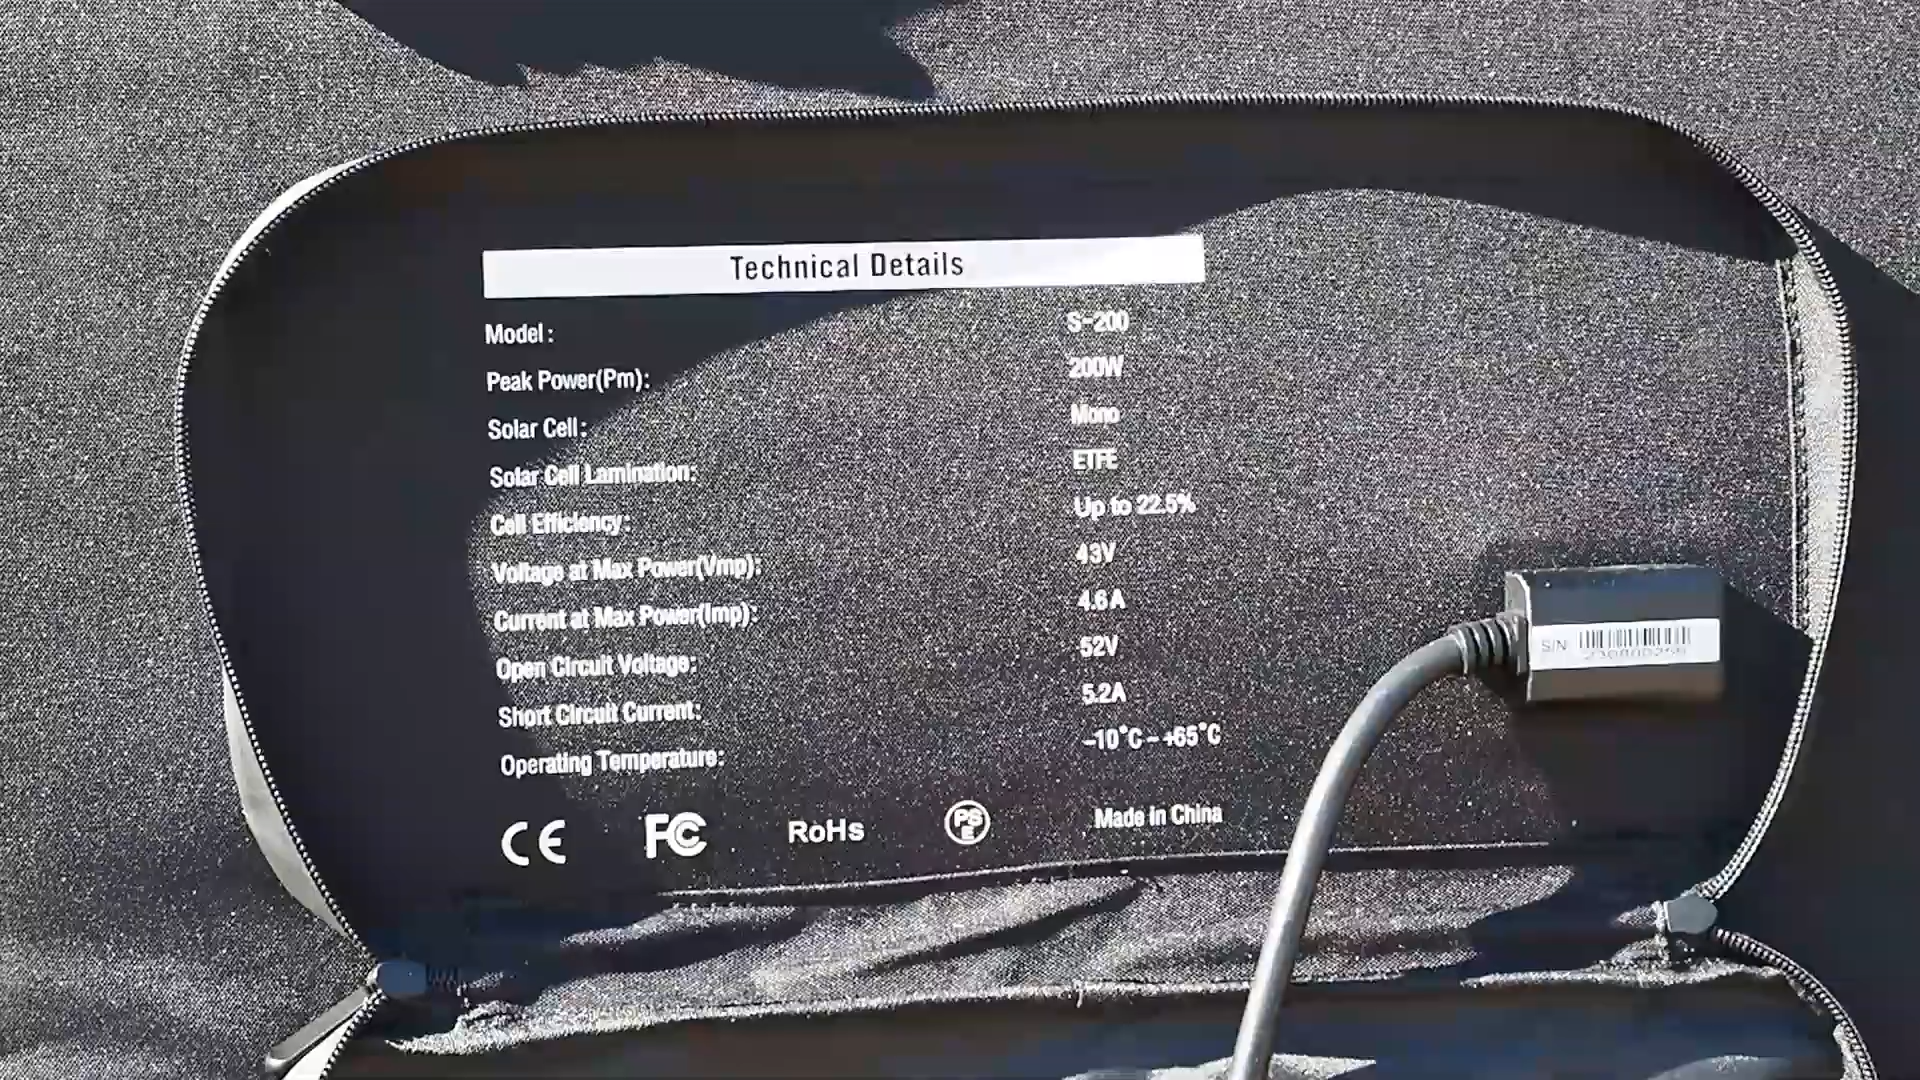 Technical Details
Model: S-200
Peak Power(Pm): 200W
Solar Cell: Mono
Solar Cell Lamination: ETFE
Cell Efficiency: Up to 22.5%
Voltage at Max Power(Vmp): 43V
Current at Max Power(Imp): 4.6A
Open Circuit Voltage: 52V
Short Circuit Current: 5.2A
Operating Temperature: -10°C~+65°C
CE FC RoHS PSE Made in China
S/N